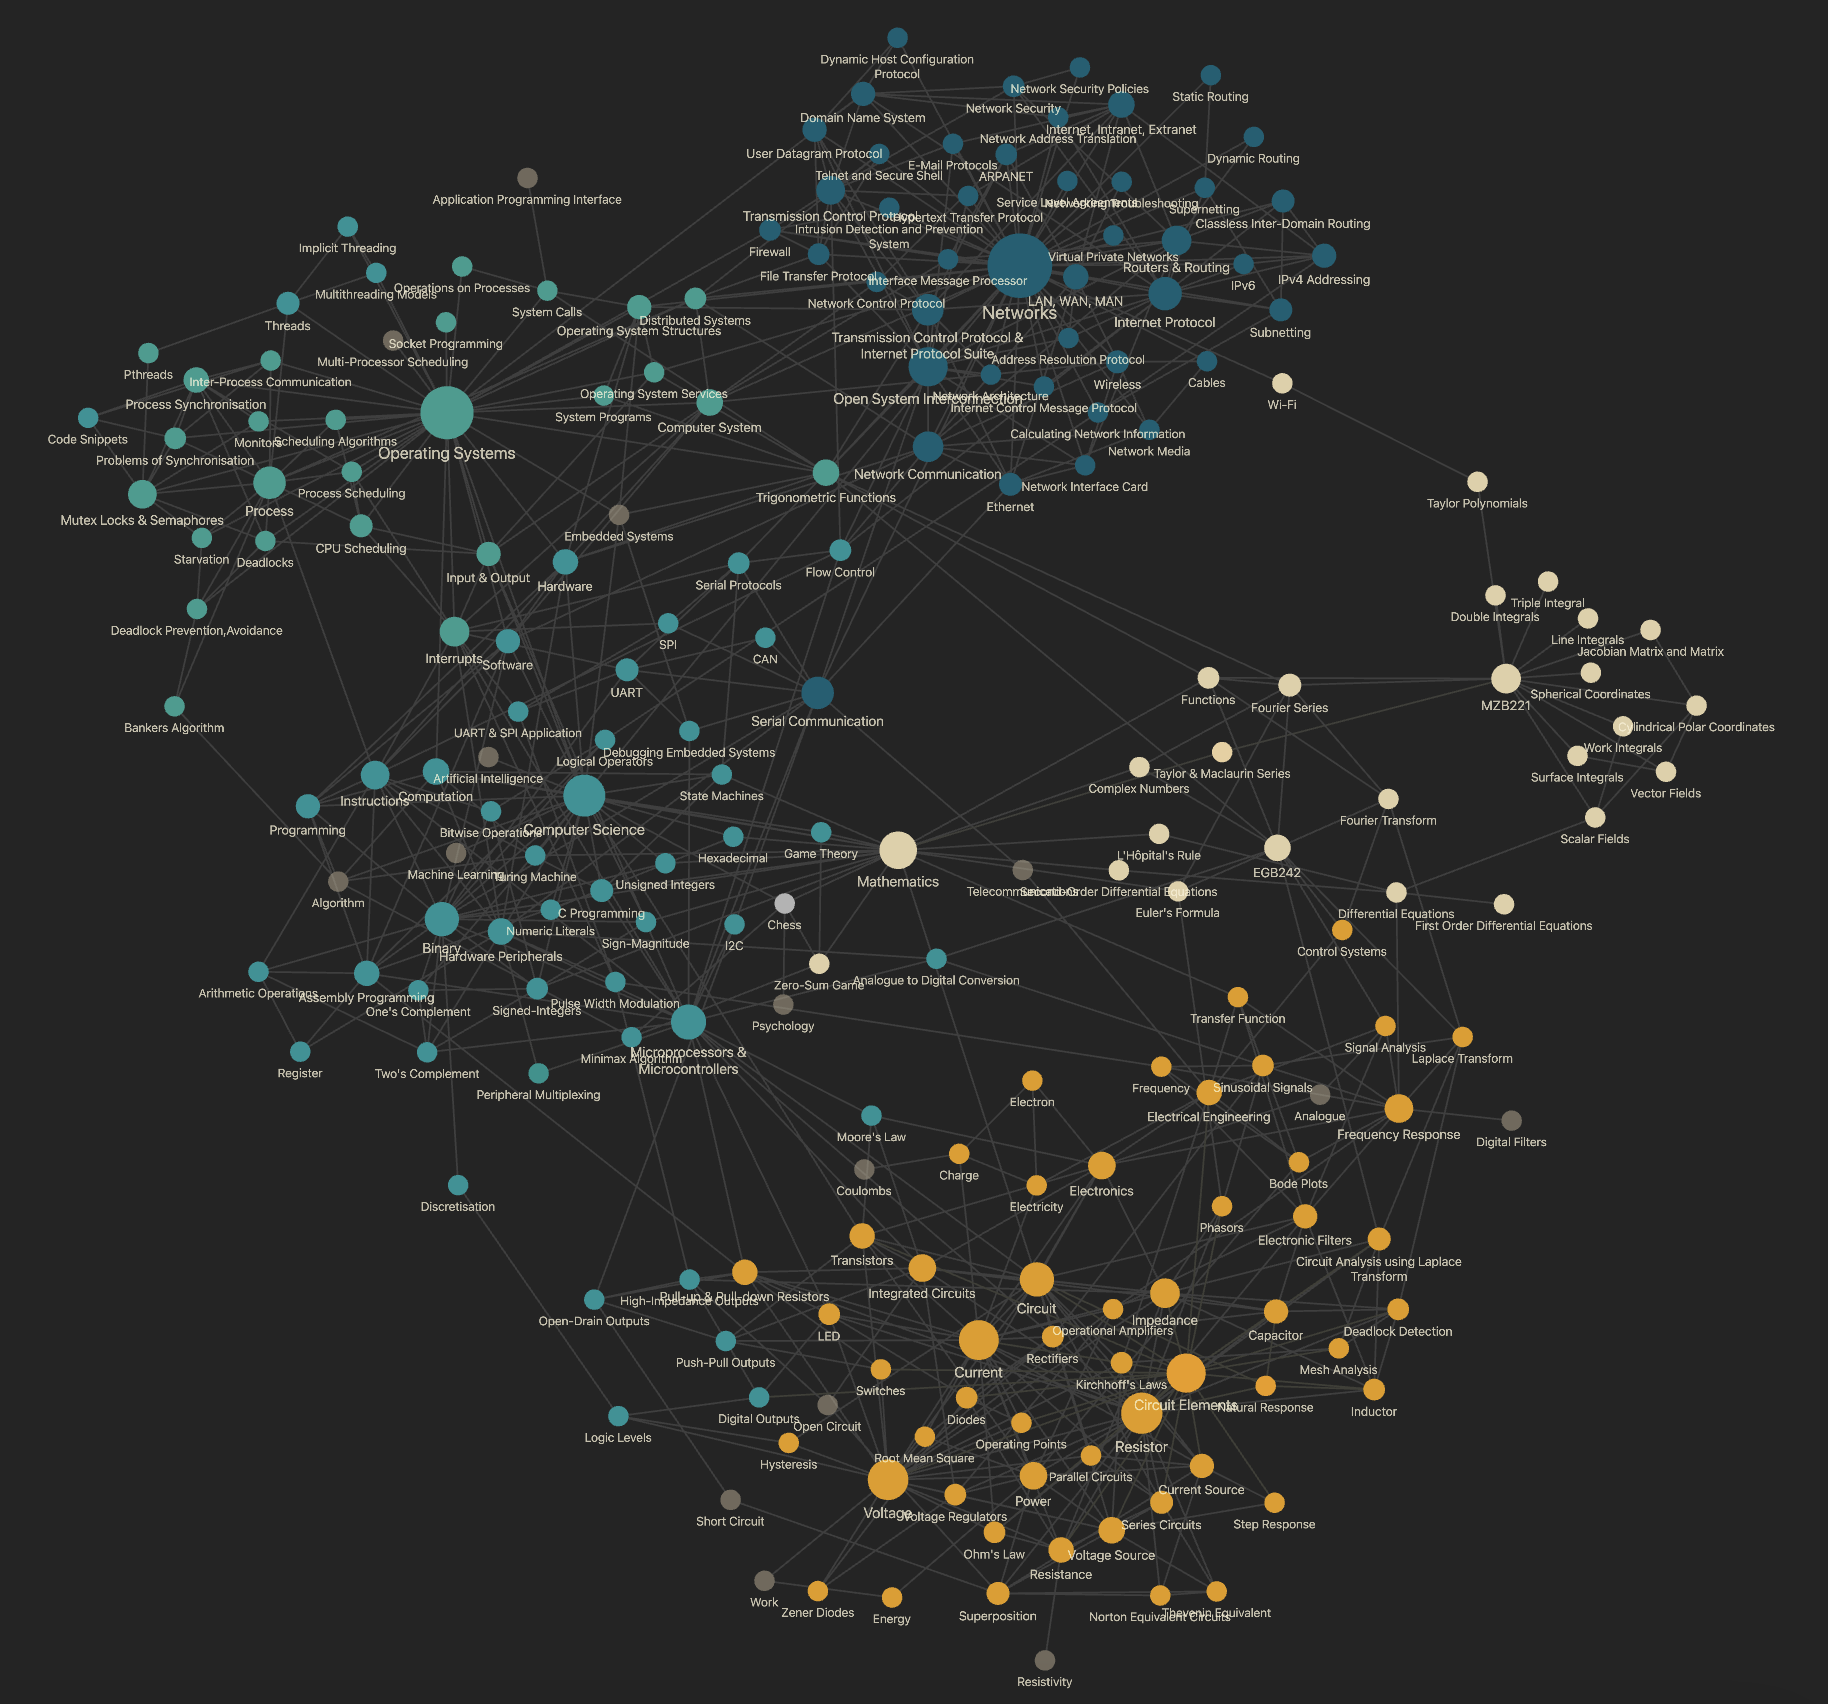 Dynamic Host Configuration
Protocol
Network Security Policies
Static Routing
Network Security
Domain Name System
Internet, Intranet, Extranet
Network Address Translation
User Datagram Protocol
Dynamic Routing
E-Mail Protocols
Telnet and Secure Shell
ARPANET
Application Programming Interface
Service Level Agreements
Networking Troubleshooting
Supernetting
Transmission Control Protocol
Hypertext Transfer Protocol
Classless Inter-Domain Routing
Intrusion Detection and Prevention
System
Implicit Threading
Firewall
Virtual Private Networks
Routers & Routing
File Transfer Protocol
Interface Message Processor
IPv4 Addressing
IPv6
Operations on Processes
Multithreading Models
LAN, WAN, MAN
Network Control Protocol
System Calls
Networks
Distributed Systems
Internet Protocol
Threads
Operating System Structures
Subnetting
Transmission Control Protocol &
Internet Protocol Suite
Socket Programming
Multi-Processor Scheduling
Address Resolution Protocol
Pthreads
Inter-Process Communication
Wireless
Cables
Operating System Services
Network Architecture
Open System Interconnection
Process Synchronisation
Wi-Fi
Internet Control Message Protocol
System Programs
Computer System
Code Snippets
Monitors
Scheduling Algorithms
Calculating Network Information
Operating Systems
Network Media
Problems of Synchronisation
Network Communication
Network Interface Card
Process Scheduling
Trigonometric Functions
Taylor Polynomials
Ethernet
Process
Mutex Locks & Semaphores
Embedded Systems
CPU Scheduling
Starvation
Deadlocks
Flow Control
Input & Output
Hardware
Serial Protocols
Triple Integral
Double Integrals
Deadlock Prevention,Avoidance
Line Integrals
SPI
Jacobian Matrix and Matrix
CAN
Interrupts
Software
UART
Spherical Coordinates
Functions
Fourier Series
MZB221
Serial Communication
Bankers Algorithm
Cylindrical Polar Coordinates
UART & SPI Application
Work Integrals
Debugging Embedded Systems
Logical Operators
Taylor & Maclaurin Series
Artificial Intelligence
Surface Integrals
Complex Numbers
Vector Fields
Computation
State Machines
Instructions
Fourier Transform
Programming
Bitwise Operations
Computer Science
Scalar Fields
Game Theory
Hexadecimal
L'Hôpital's Rule
EGB242
Machine Learning
Turing Machine
Mathematics
Unsigned Integers
Telecommunications
Second-Order Differential Equations
Algorithm
C Programming
Euler's Formula
Differential Equations
Chess
First Order Differential Equations
Numeric Literals
Sign-Magnitude
I2C
Binary
Hardware Peripherals
Control Systems
Zero-Sum Game
Analogue to Digital Conversion
Arithmetic Operations
Assembly Programming
Pulse Width Modulation
One's Complement
Signed-Integers
Transfer Function
Psychology
Signal Analysis
Microprocessors &
Microcontrollers
Minimax Algorithm
Laplace Transform
Register
Two's Complement
Frequency
Sinusoidal Signals
Peripheral Multiplexing
Electron
Electrical Engineering
Analogue
Frequency Response
Moore's Law
Digital Filters
Charge
Bode Plots
Coulombs
Electronics
Discretisation
Electricity
Phasors
Electronic Filters
Transistors
Circuit Analysis using Laplace
Transform
Integrated Circuits
Pull-up & Pull-down Resistors
High-Impedance Outputs
Circuit
Open-Drain Outputs
Impedance
Operational Amplifiers
Capacitor
Deadlock Detection
LED
Rectifiers
Push-Pull Outputs
Current
Mesh Analysis
Kirchhoff's Laws
Switches
Circuit Elements
Natural Response
Inductor
Digital Outputs
Diodes
Open Circuit
Logic Levels
Operating Points
Resistor
Root Mean Square
Hysteresis
Parallel Circuits
Current Source
Power
Voltage
Voltage Regulators
Short Circuit
Series Circuits
Step Response
Ohm's Law
Voltage Source
Resistance
Work
Zener Diodes
Energy
Superposition
Norton Equivalent Circuits
Thevenin Equivalent
Resistivity